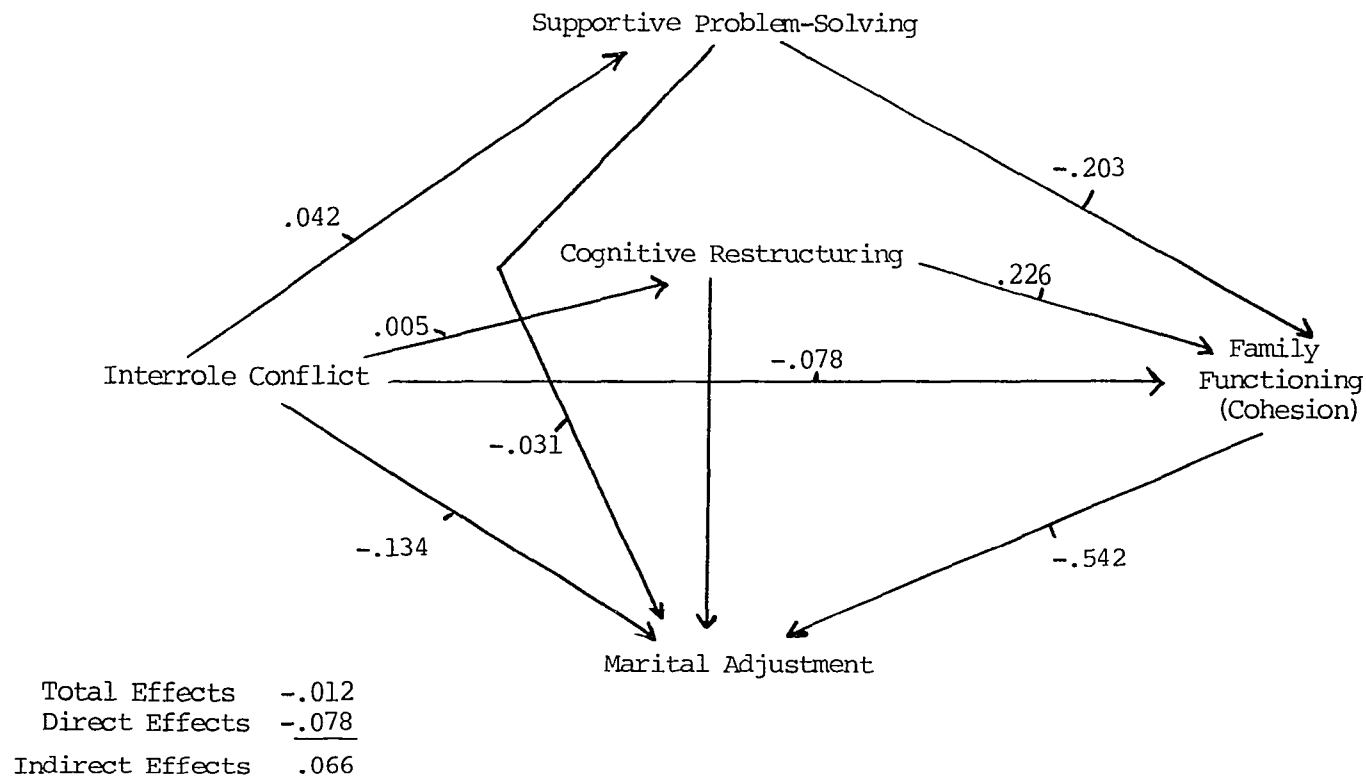 Supportive Problem-Solving
-.203
.042
Cognitive Restructuring
.226
.005
-.078
Interrole Conflict
Family
Functioning
(Cohesion)
-.031
-.134
-.542
Marital Adjustment
Total Effects -.012
Direct Effects -.078
Indirect Effects .066